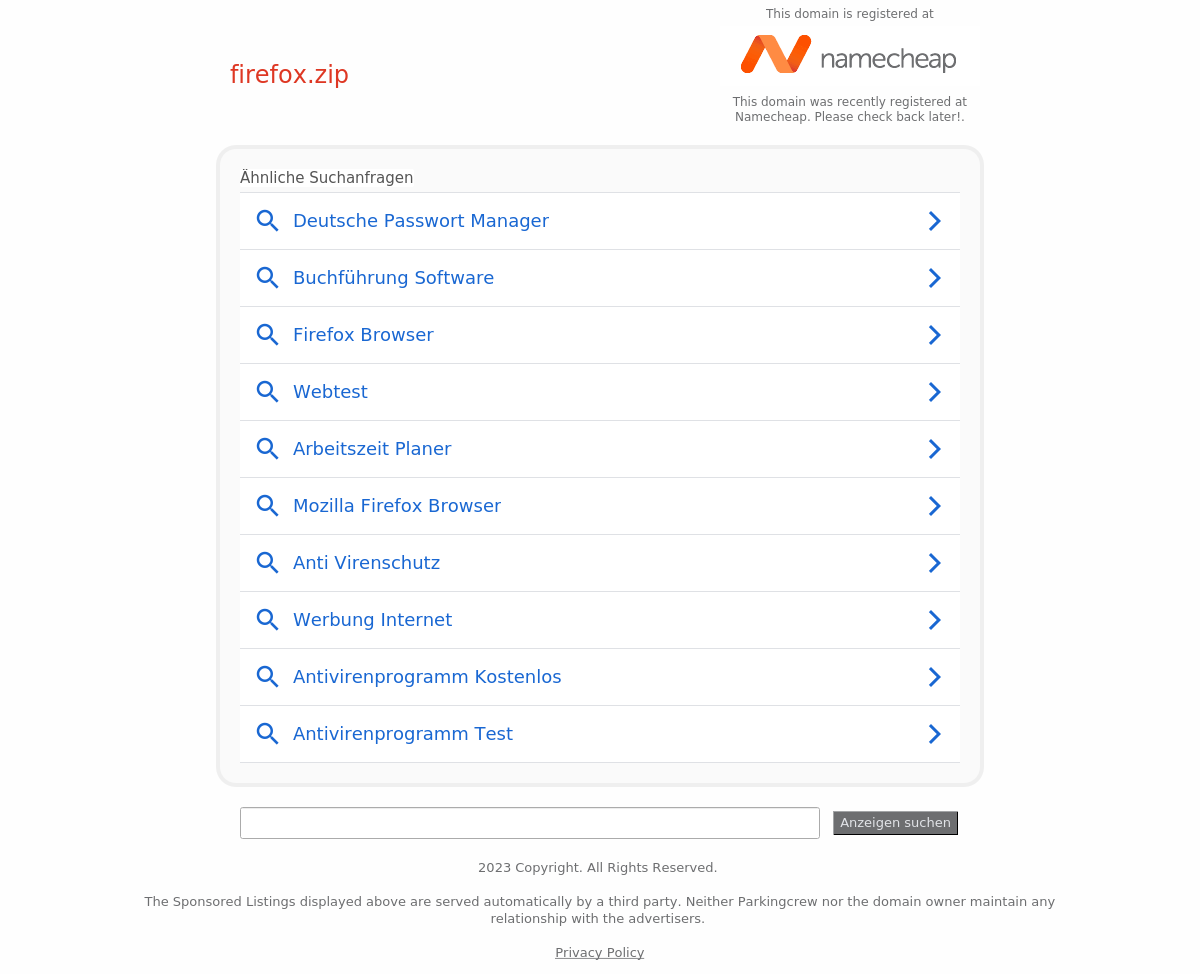 This domain is registered at
namecheap
firefox.zip
This domain was recently registered at
Namecheap. Please check back later!.
Ähnliche Suchanfragen
Deutsche Passwort Manager
Buchführung Software
Firefox Browser
Webtest
Arbeitszeit Planer
Mozilla Firefox Browser
Anti Virenschutz
Werbung Internet
Antivirenprogramm Kostenlos
Antivirenprogramm Test
Anzeigen suchen
2023 Copyright. All Rights Reserved.
The Sponsored Listings displayed above are served automatically by a third party. Neither Parkingcrew nor the domain owner maintain any
relationship with the advertisers.
Privacy Policy